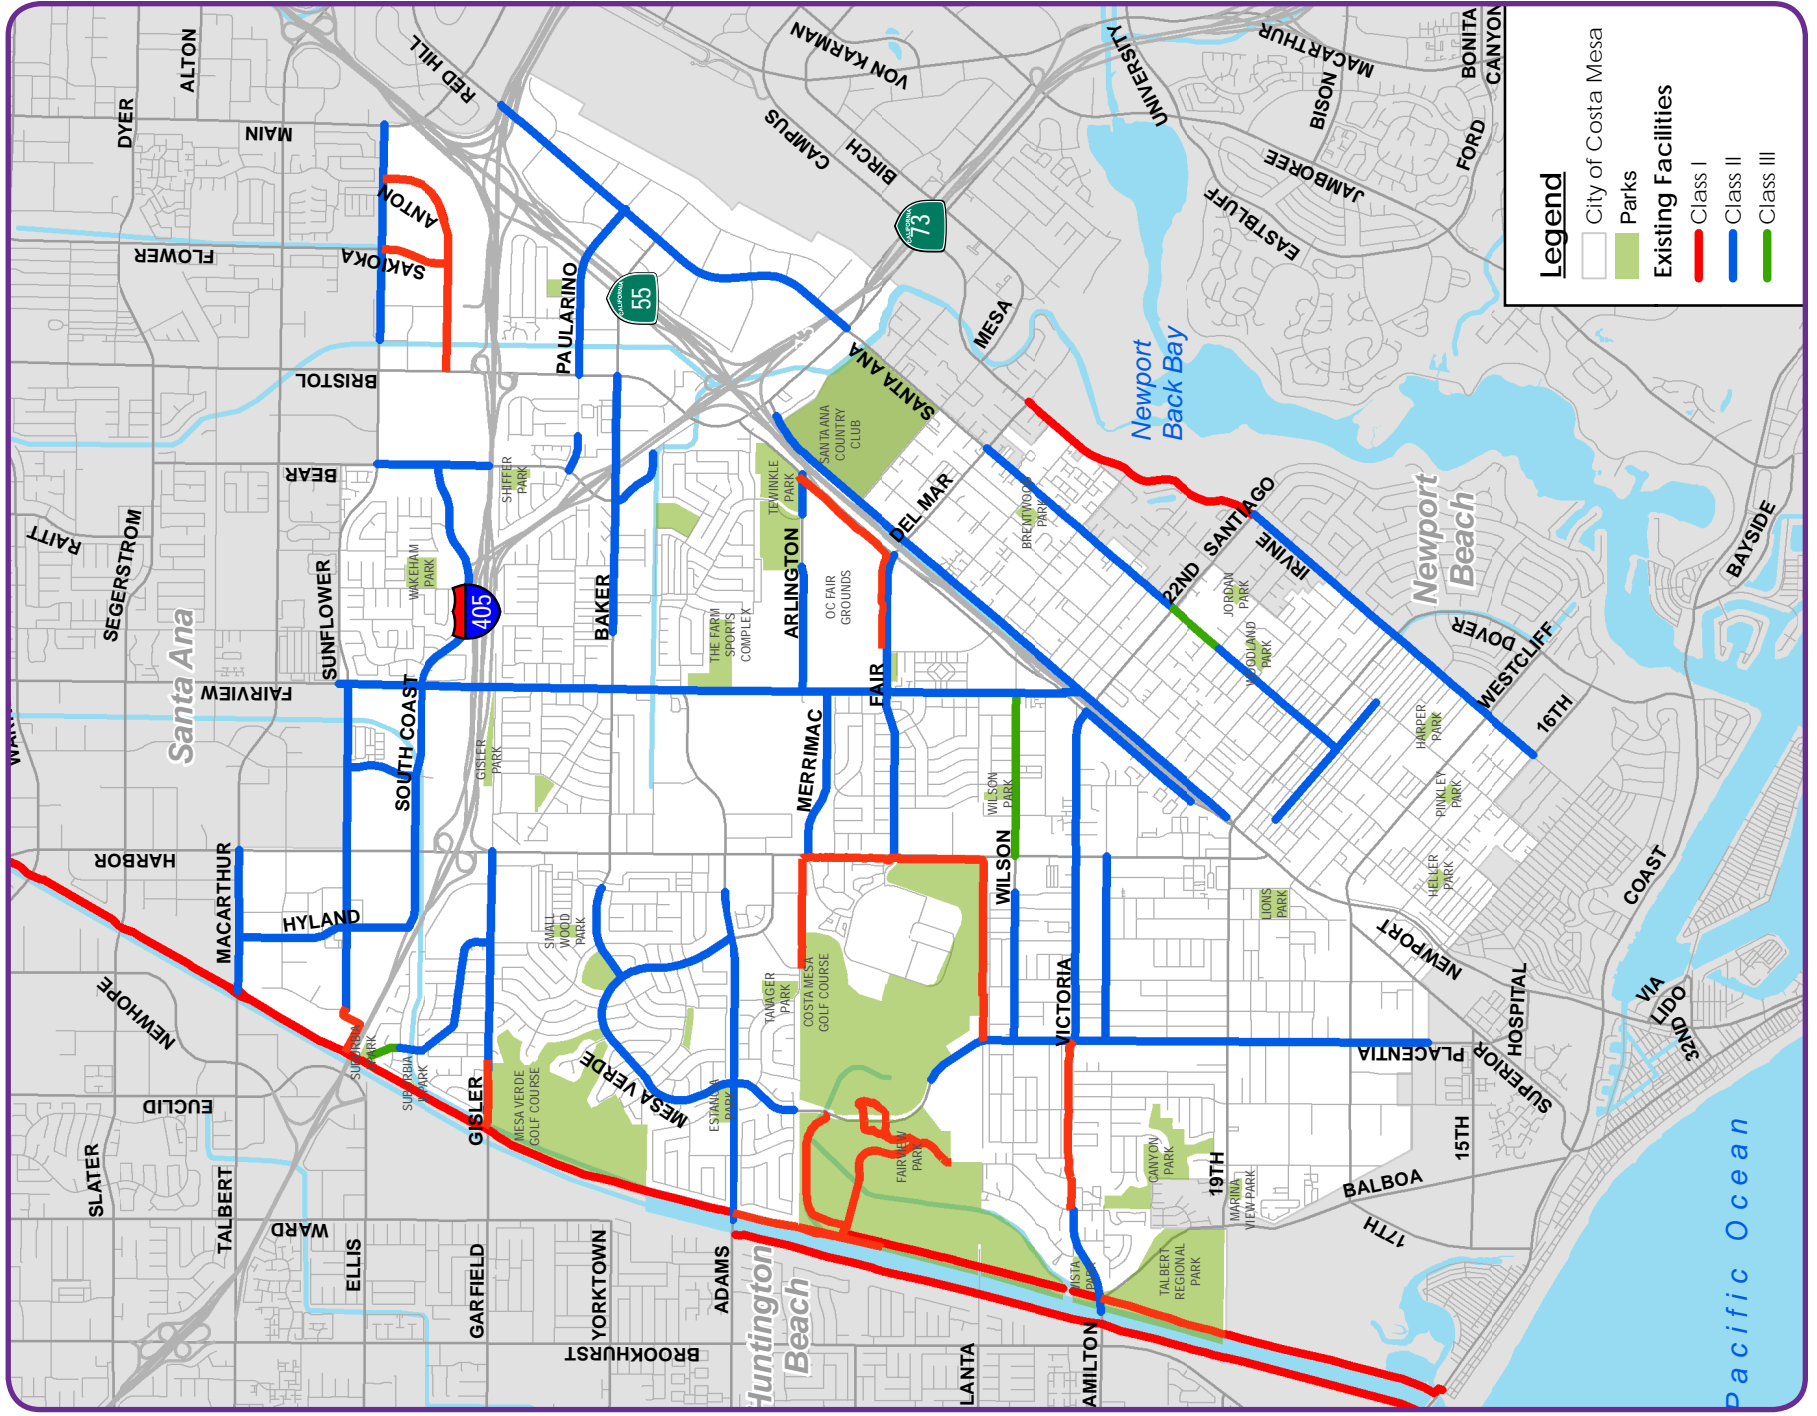 Legend
City of Costa Mesa
Parks
Existing Facilities
Class I
Class II
Class III
DYER
ALTON
MAIN
RED HILL
VON KARMAN
CAMPUS
BIRCH
UNIVERSITY
MACARTHUR
BISON
BONITA
CANYON
FORD
JAMBOREE
EASTBLUFF
FLOWER
SAKIOKA
ANTON
PAULARINO
CALIFORNIA
55
CALIFORNIA
73
MESA
BRISTOL
SANTA ANA
SANTA ANA
COUNTRY
CLUB
Newport
Back Bay
BEAR
SHIFFER
PARK
TEWINKLE
PARK
DEL MAR
BRENTWOOD
PARK
SANTIAGO
22ND
IRVINE
Newport
Beach
BAYSIDE
RAITT
SEGERSTROM
SUNFLOWER
WAKEHAM
PARK
405
BAKER
THE FARM
SPORTS
COMPLEX
ARLINGTON
OC FAIR
GROUNDS
JORDAN
PARK
WOODLAND
PARK
DOVER
WESTCLIFF
16TH
Santa Ana
FAIRVIEW
SOUTH COAST
GISLER
PARK
MERRIMAC
FAIR
WILSON
PARK
WILSON
HARPER
PARK
PINKLEY
PARK
HELLER
PARK
LIONS
PARK
COAST
HARBOR
MACARTHUR
HYLAND
SMALL
WOOD
PARK
TANAGER
PARK
COSTA MESA
GOLF COURSE
VICTORIA
NEWPORT
HOSPITAL
VIA
LIDO
32ND
NEWHOPE
SUBURBIA
PARK
SUBURBIA
PARK
EUCLID
GISLER
MESA VERDE
GOLF COURSE
MESA VERDE
MESA
ESTANCIA
PARK
FAIRVIEW
PARK
CANYON
PARK
19TH
MARINA
VIEW PARK
PLACENTIA
SUPERIOR
15TH
BALBOA
17TH
SLATER
TALBERT
WARD
ELLIS
GARFIELD
YORKTOWN
ADAMS
BROOKHURST
Huntington
Beach
LANTA
AMILTON
VISTA
PARK
TALBERT
REGIONAL
PARK
Pacific Ocean